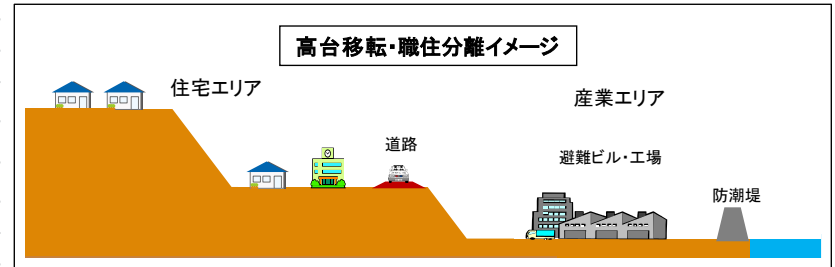 高台移転・職住分離イメージ
住宅エリア
産業エリア
道路
避難ビル・工場
防潮堤